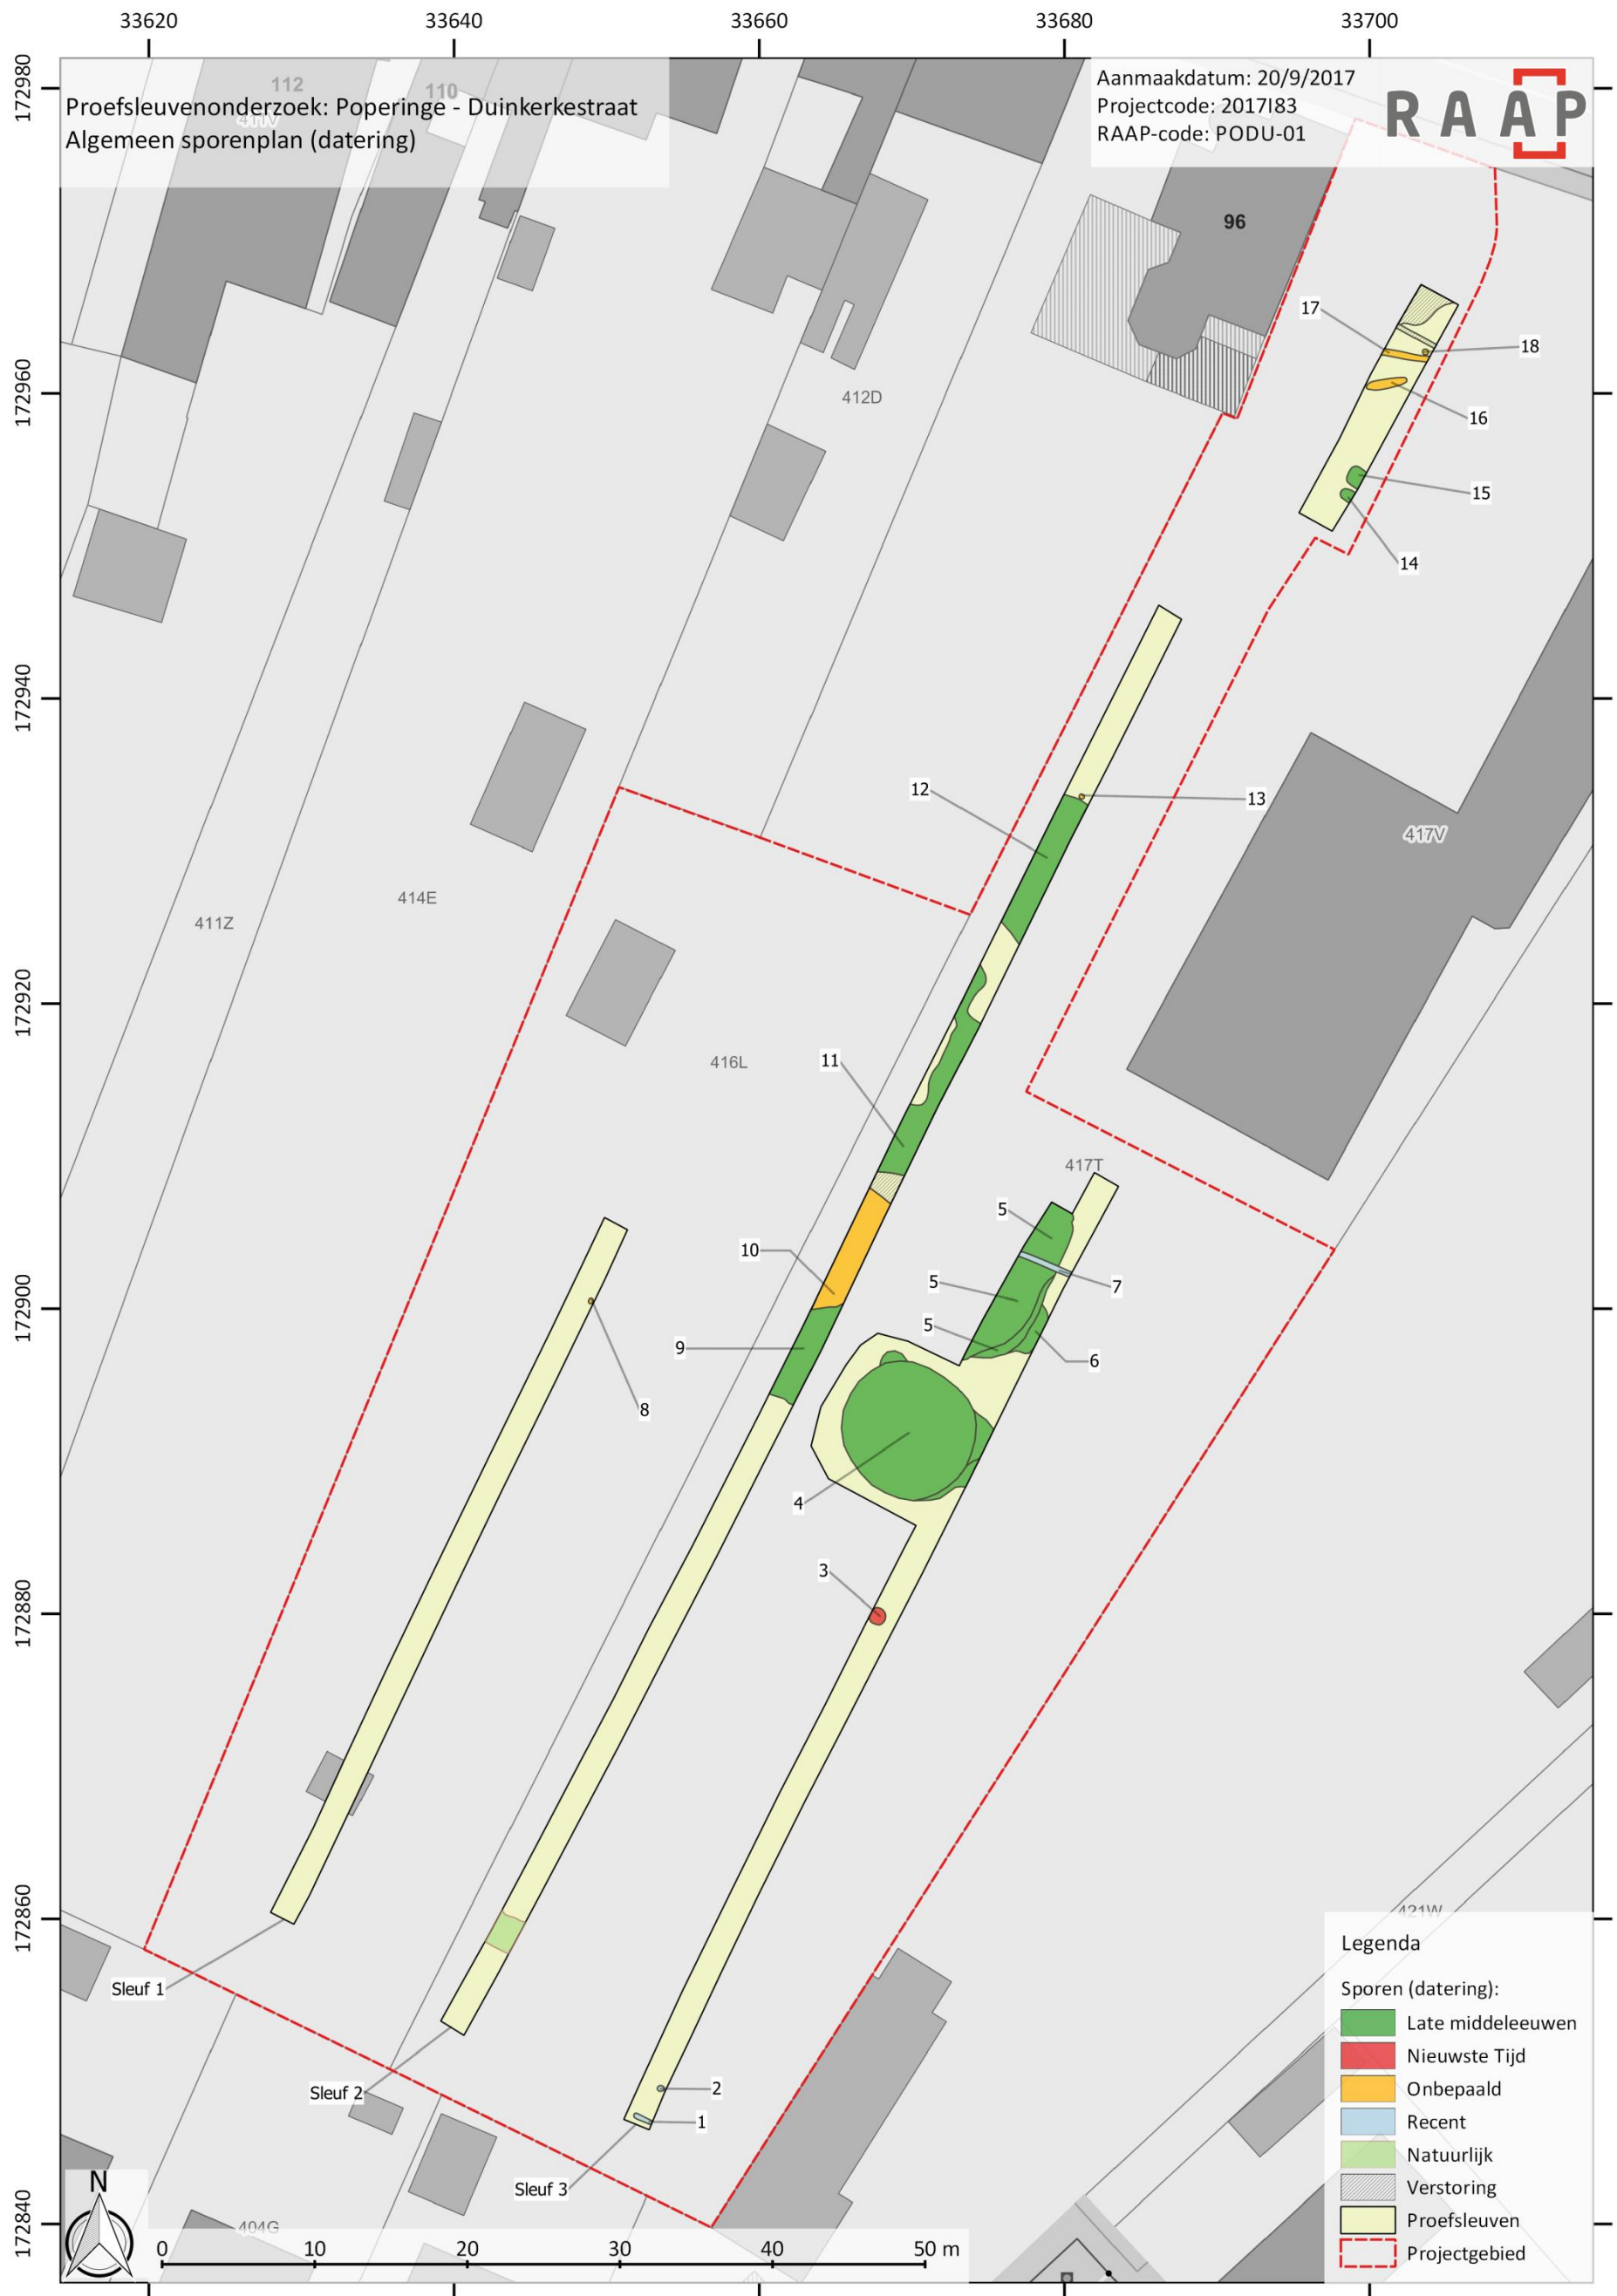 33620
33640
33660
33680
33700
172980
172960
172940
172920
172900
172880
172860
172840
Proefsleuvenonderzoek: Poperinge - Duinkerkestraat
Algemeen sporenplan (datering)
Aanmaakdatum: 20/9/2017
Projectcode: 2017I83
RAAP-code: PODU-01
RAAP
112
110
96
17
18
412D
16
15
14
12
13
417V
414E
411Z
11
416L
417T
5
10
5
7
5
9
6
8
4
3
421W
Sleuf 1
Sleuf 2
2
1
Sleuf 3
404G
N
0 10 20 30 40 50 m
Legenda
Sporen (datering):
Late middeleeuwen
Nieuwste Tijd
Onbepaald
Recent
Natuurlijk
Verstoring
Proefsleuven
Projectgebied